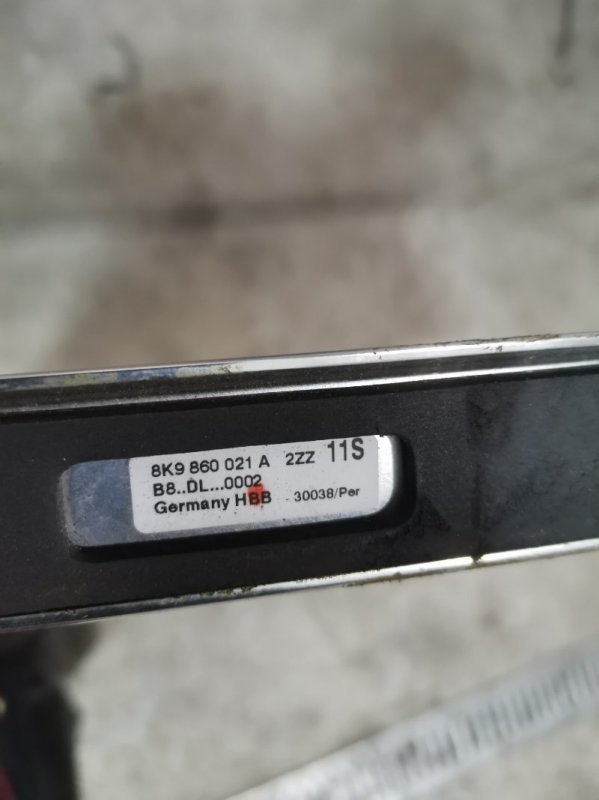 8K9 860 021 A 2ZZ 11S
B8..DL...0002
Germany HBB - 30038/Per